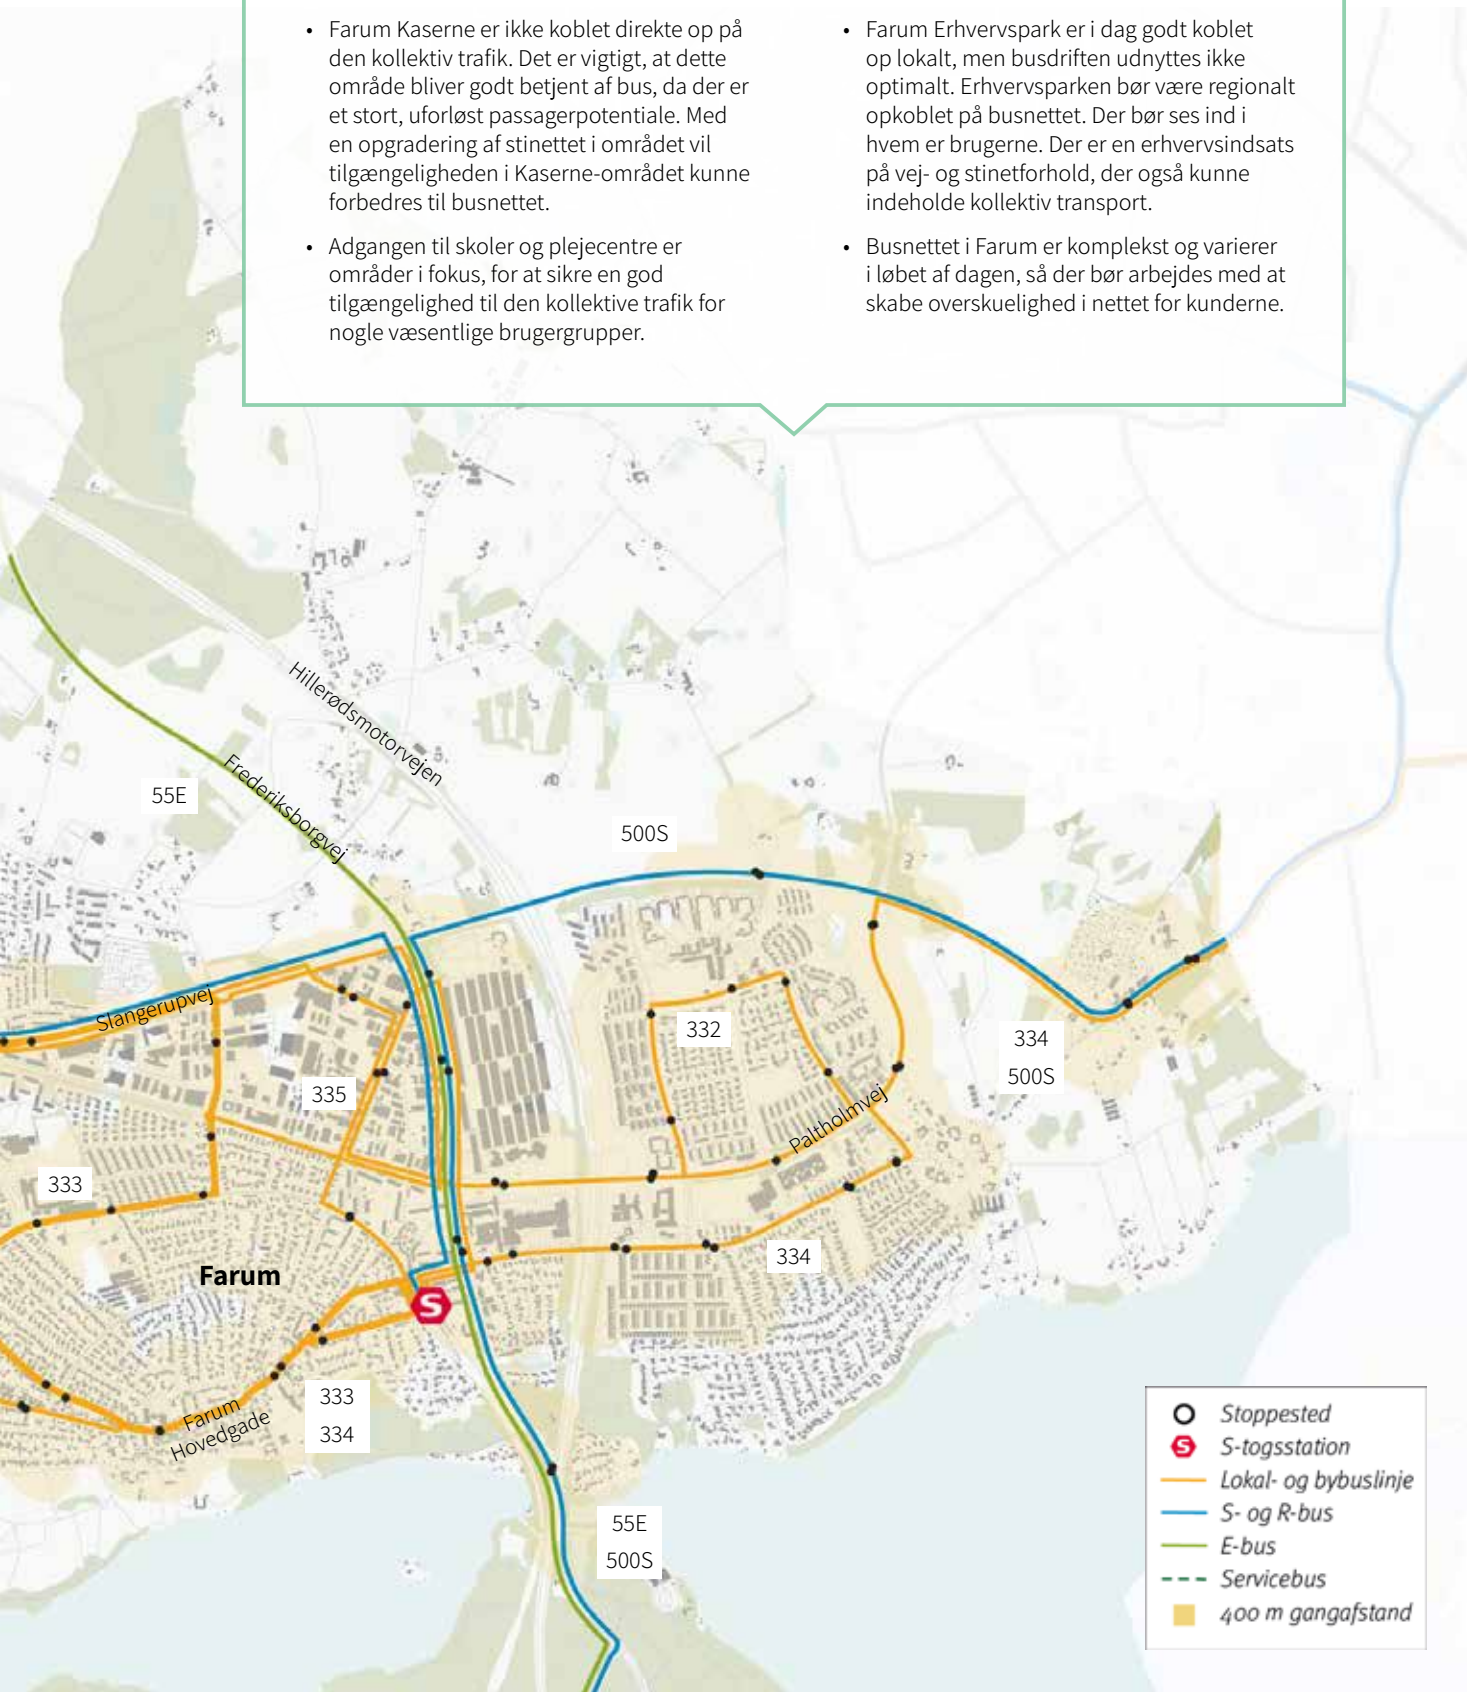 • Farum Kaserne er ikke koblet direkte op på
den kollektiv trafik. Det er vigtigt, at dette
område bliver godt betjent af bus, da der er
et stort, uforløst passagerpotentiale. Med
en opgradering af stinettet i området vil
tilgængeligheden i Kaserne-området kunne
forbedres til busnettet.
• Adgangen til skoler og plejecentre er
områder i fokus, for at sikre en god
tilgængelighed til den kollektive trafik for
nogle væsentlige brugergrupper.
• Farum Erhvervspark er i dag godt koblet
op lokalt, men busdriften udnyttes ikke
optimalt. Erhvervsparken bør være regionalt
opkoblet på busnettet. Der bør ses ind i
hvem er brugerne. Der er en erhvervsindsats
på vej- og stinetforhold, der også kunne
indeholde kollektiv transport.
• Busnettet i Farum er komplekst og varierer
i løbet af dagen, så der bør arbejdes med at
skabe overskuelighed i nettet for kunderne.
Hillerødsmotorvejen
Frederiksborgvej
55E
500S
Slangerupvej
332
334
500S
335
Paltholmvej
333
334
Farum
S
333
334
Farum
Hovedgade
55E
500S
Stoppested
S
S-togsstation
Lokal- og bybuslinje
S- og R-bus
E-bus
Servicebus
400 m gangafstand